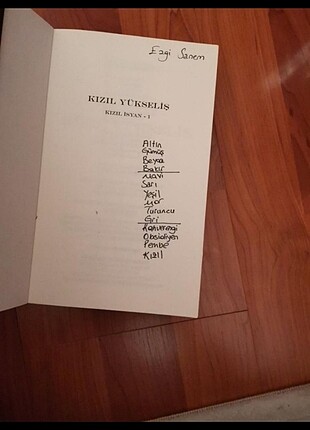 Ezgi Sanem
KIZIL YÜKSELİŞ
KIZIL İSYAN - 1
Altın
Gümüş
Beyaz
Bakır
Mavi
Sarı
Yeşil
Mor
Turuncu
Gri
Kahverengi
Obsidiyen
Pembe
Kızıl